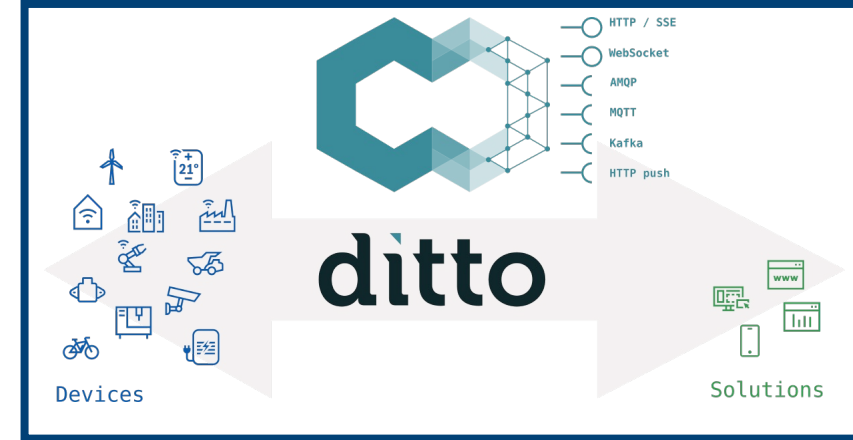 HTTP / SSE
WebSocket
AMQP
MQTT
Kafka
HTTP push
21°
ditto
www
Devices
Solutions